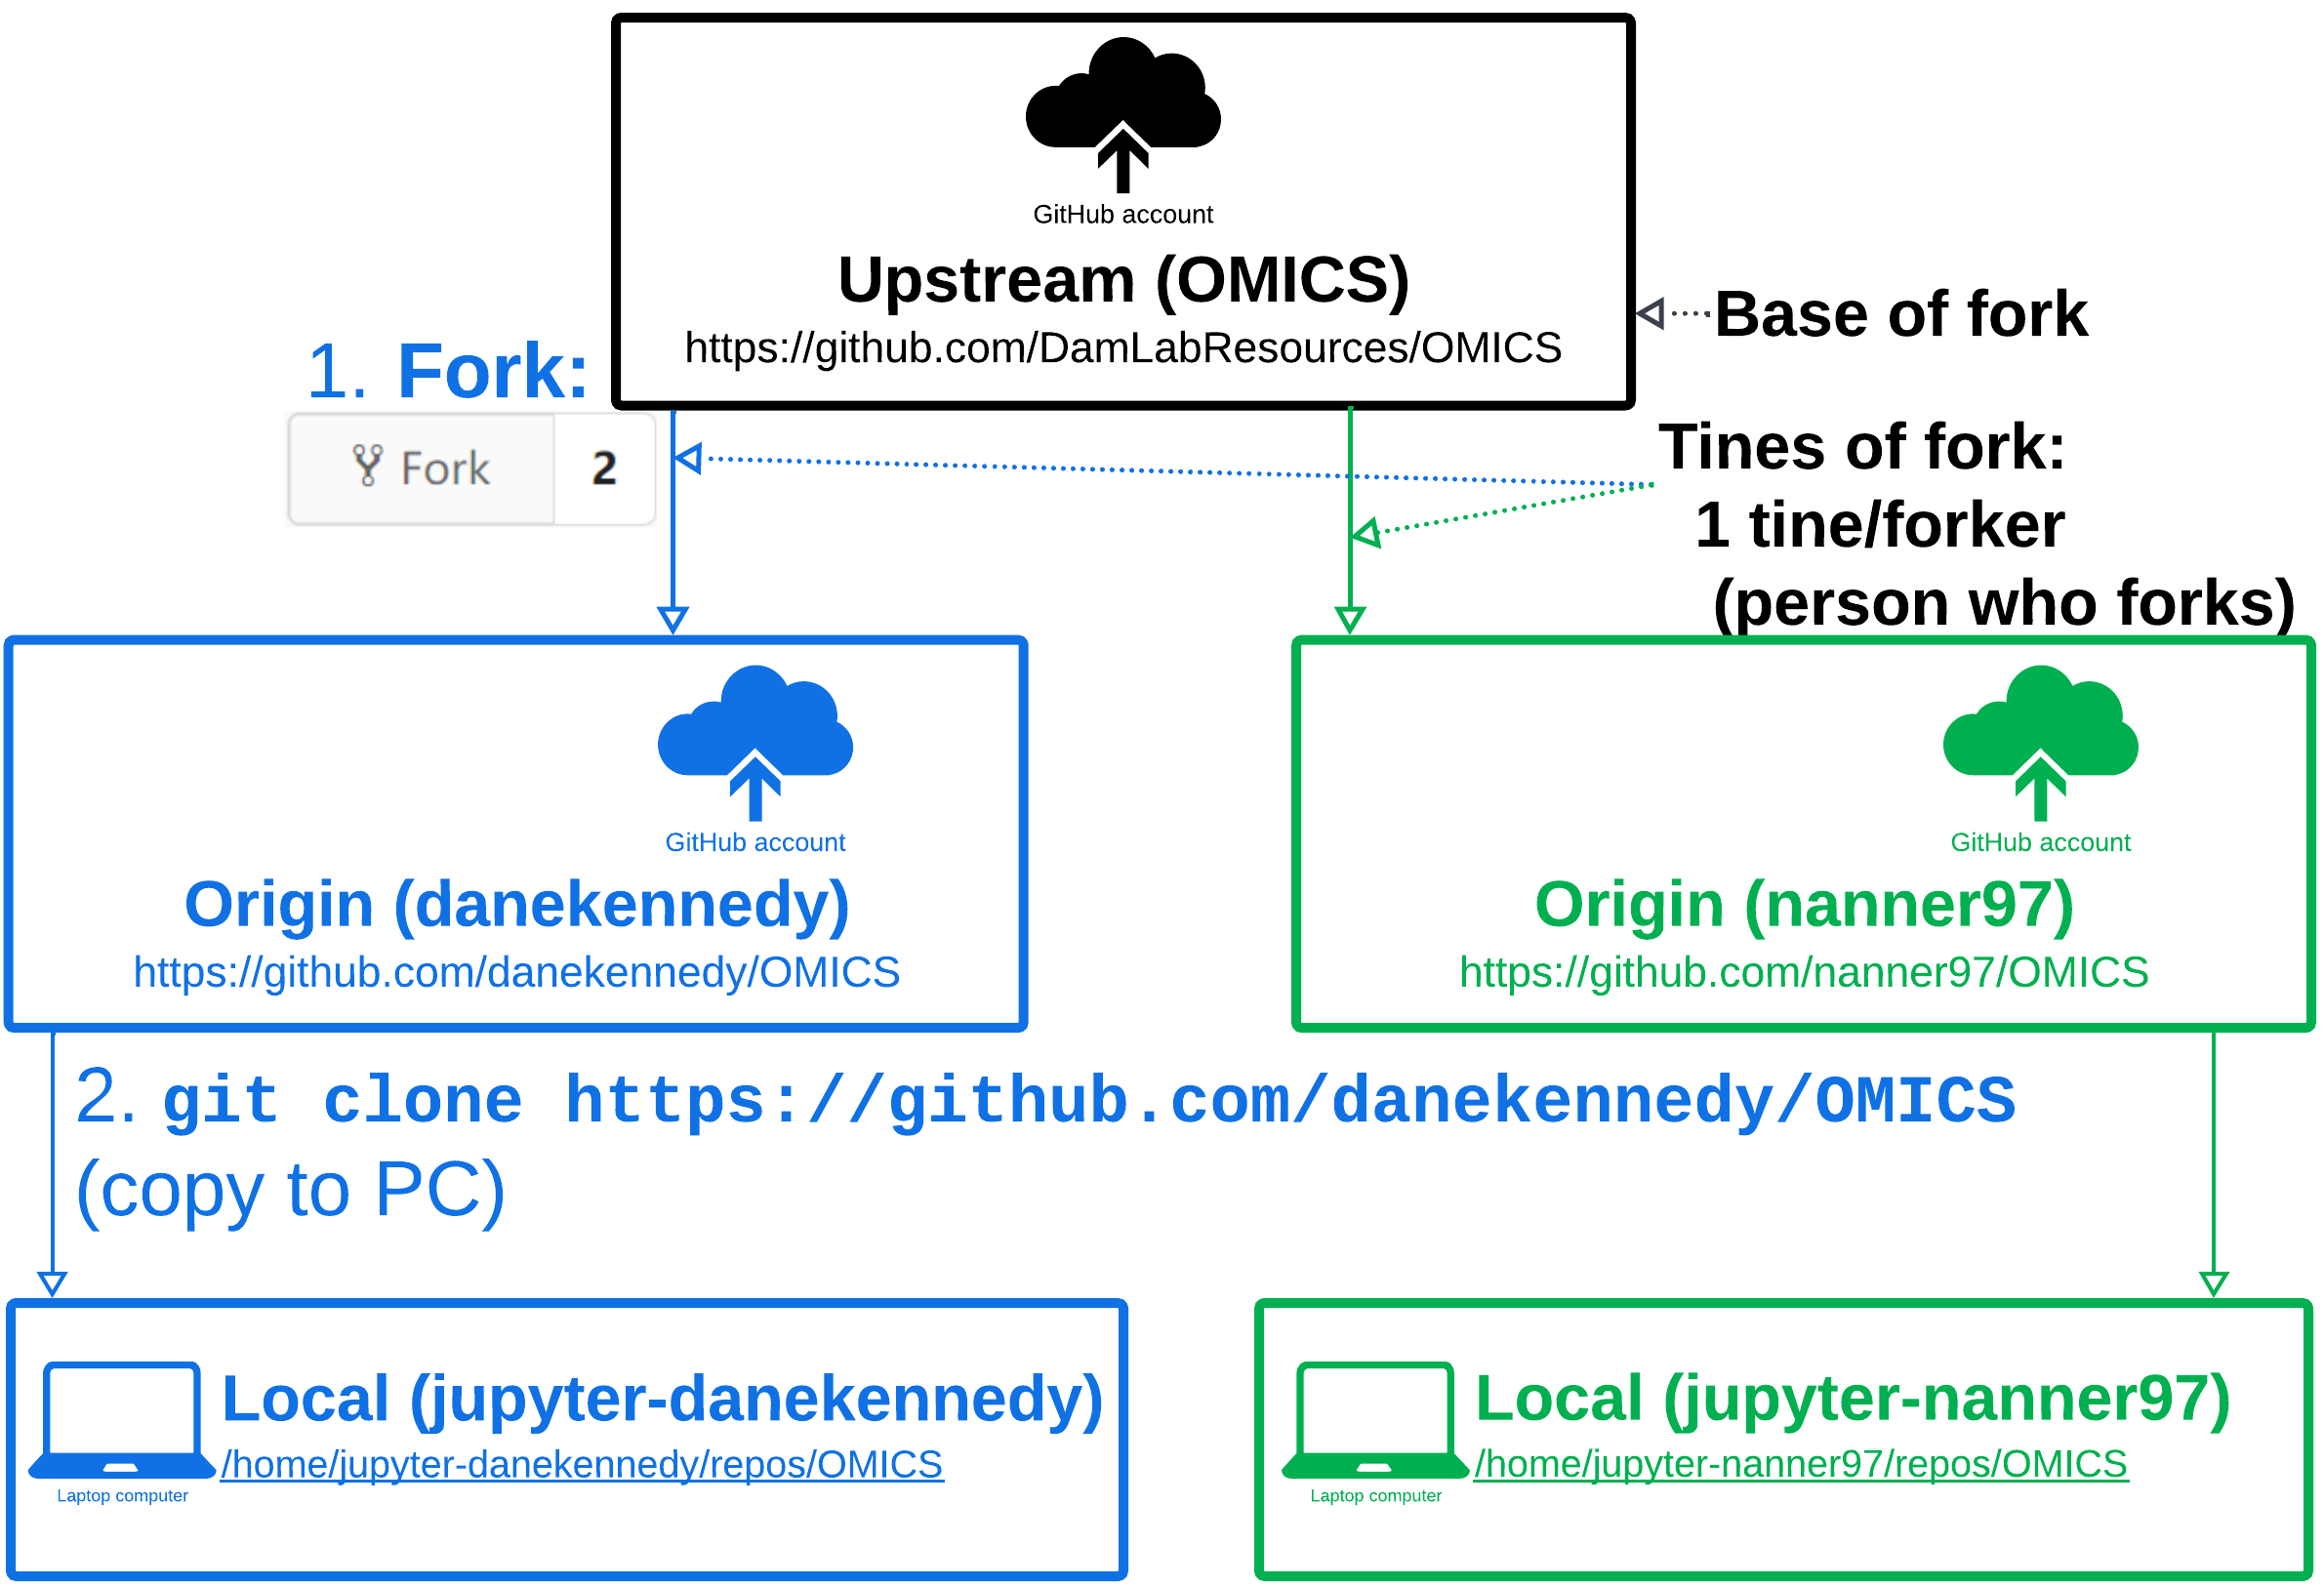 GitHub account
Upstream (OMICS)
https://github.com/DamLabResources/OMICS
Base of fork
1. Fork:
Fork 2
Tines of fork:
1 tine/forker
(person who forks)
GitHub account
Origin (danekennedy)
https://github.com/danekennedy/OMICS
GitHub account
Origin (nanner97)
https://github.com/nanner97/OMICS
2. git clone https://github.com/danekennedy/OMICS
(copy to PC)
Local (jupyter-danekennedy)
/home/jupyter-danekennedy/repos/OMICS
Laptop computer
Local (jupyter-nanner97)
/home/jupyter-nanner97/repos/OMICS
Laptop computer